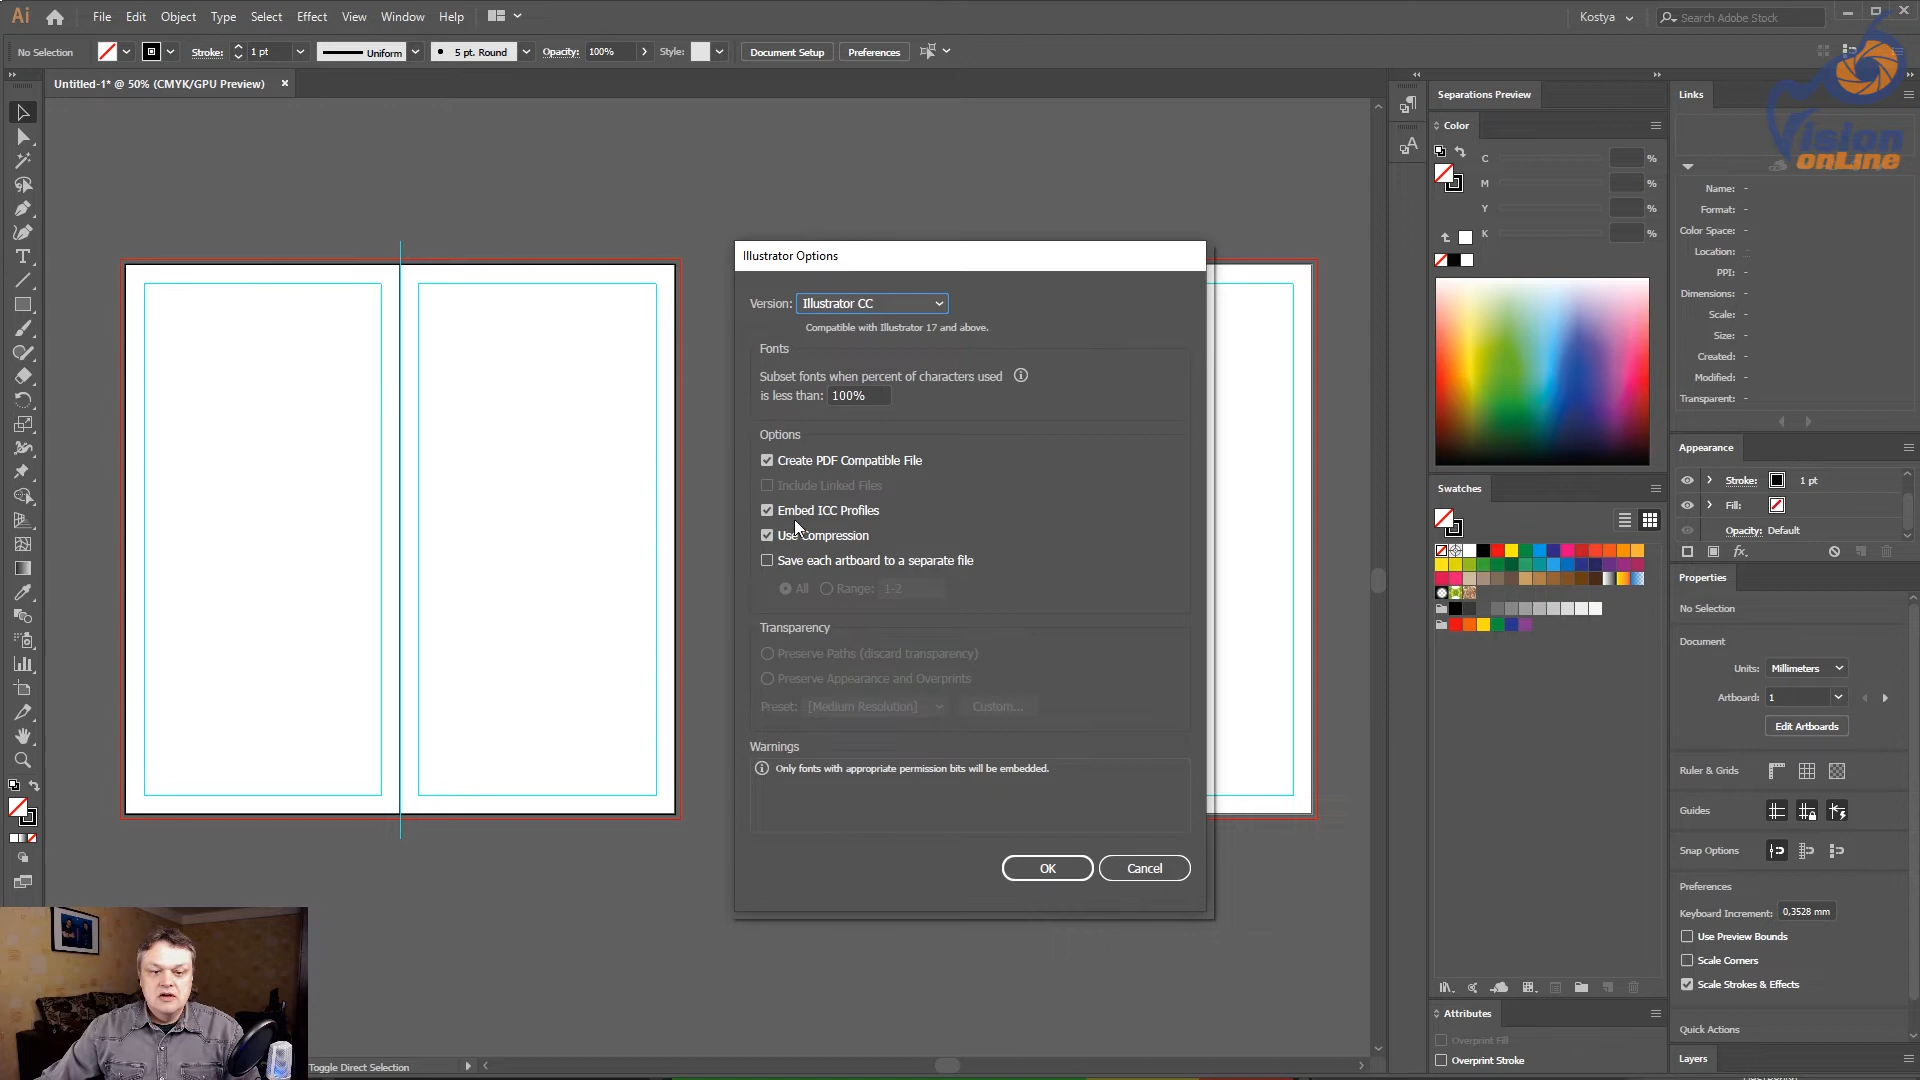 Ai File Edit Object Type Select Effect View Window Help
Kostya Search Adobe Stock
No Selection Stroke: 1 pt Uniform 5 pt. Round Opacity: 100% Style: Document Setup Preferences
Untitled-1* @ 50% (CMYK/GPU Preview)
Separations Preview
Links
Color
C %
M %
Y %
K %
Vision
onLine
Name: -
Format: -
Color Space: -
Location:
PPI: -
Dimensions: -
Scale: -
Size: -
Created: -
Modified: -
Transparent: -
Illustrator Options
Version: Illustrator CC
Compatible with Illustrator 17 and above.
Fonts
Subset fonts when percent of characters used
is less than: 100%
Options
Create PDF Compatible File
Include Linked Files
Embed ICC Profiles
Use Compression
Save each artboard to a separate file
All Range: 1-2
Transparency
Preserve Paths (discard transparency)
Preserve Appearance and Overprints
Preset: [Medium Resolution] Custom...
Warnings
Only fonts with appropriate permission bits will be embedded.
OK Cancel
Swatches
Appearance
Stroke: 1 pt
Fill:
Opacity: Default
fx.
Properties
No Selection
Document
Units: Millimeters
Artboard: 1
Edit Artboards
Ruler & Grids
Guides
Snap Options
Preferences
Keyboard Increment: 0,3528 mm
Use Preview Bounds
Scale Corners
Scale Strokes & Effects
Quick Actions
Layers
Attributes
Overprint Fill
Overprint Stroke
Toggle Direct Selection